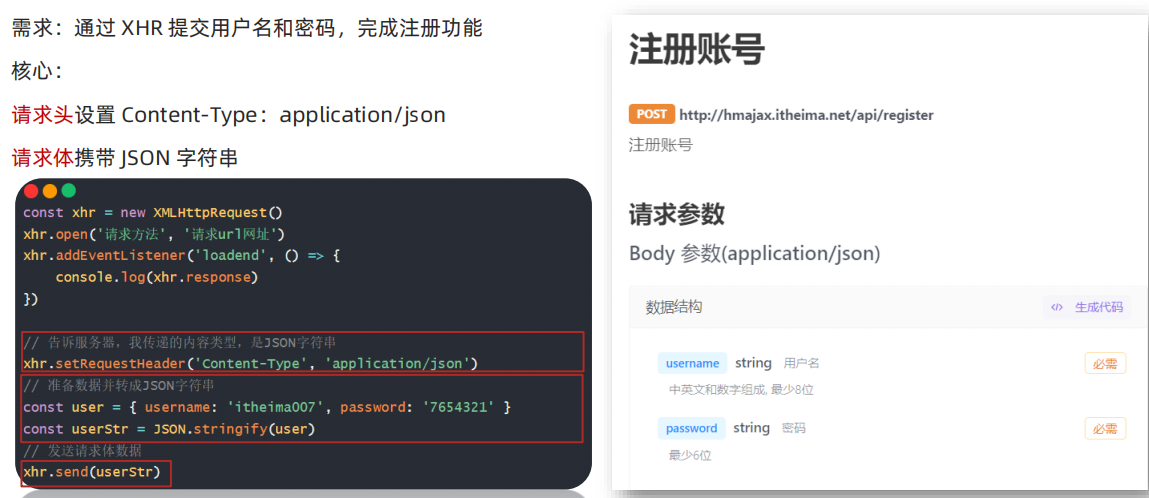 需求：通过 XHR 提交用户名和密码，完成注册功能
核心：
请求头设置 Content-Type：application/json
请求体携带 JSON 字符串
const xhr = new XMLHttpRequest()
xhr.open('请求方法', '请求url网址')
xhr.addEventListener('loadend', () => {
    console.log(xhr.response)
})
// 告诉服务器，我传递的内容类型，是JSON字符串
xhr.setRequestHeader('Content-Type', 'application/json')
// 准备数据并转成JSON字符串
const user = { username: 'itheima007', password: '7654321' }
const userStr = JSON.stringify(user)
// 发送请求体数据
xhr.send(userStr)
注册账号
POST http://hmajax.itheima.net/api/register
注册账号
请求参数
Body 参数(application/json)
数据结构 </> 生成代码
username string 用户名 必需
中英文和数字组成, 最少8位
password string 密码 必需
最少6位